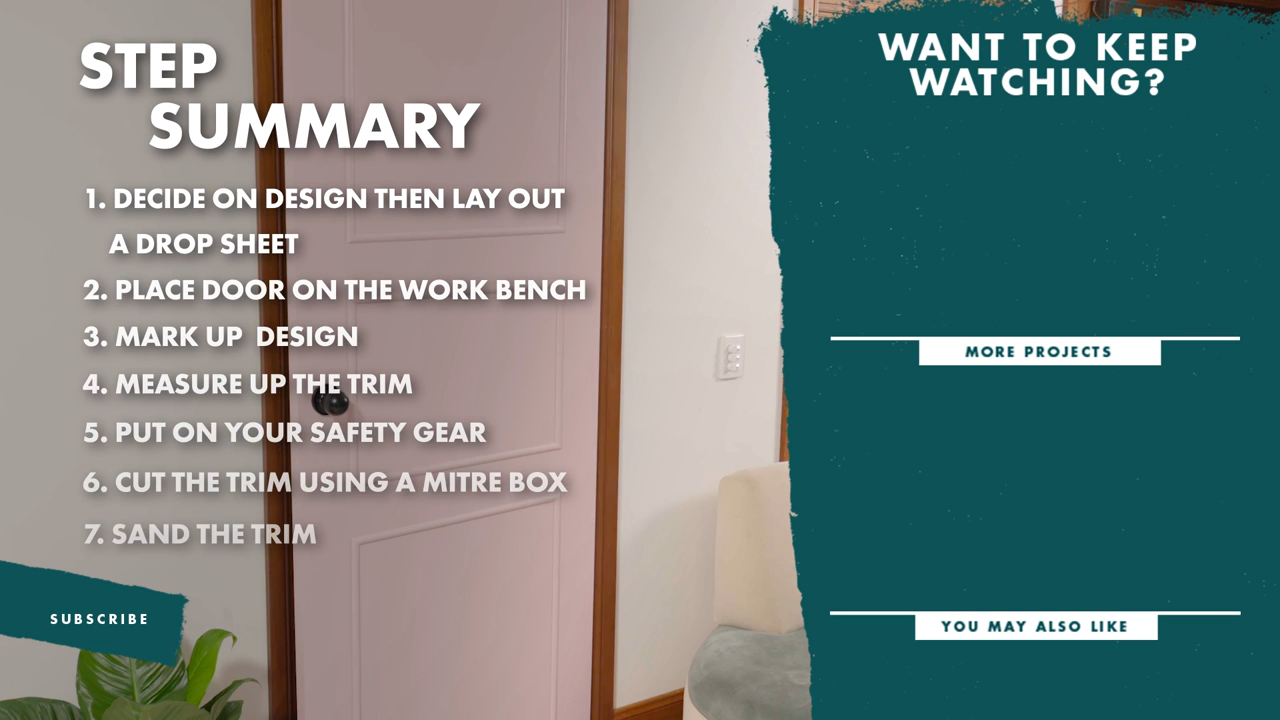 STEP
SUMMARY
1. DECIDE ON DESIGN THEN LAY OUT
A DROP SHEET
2. PLACE DOOR ON THE WORK BENCH
3. MARK UP DESIGN
4. MEASURE UP THE TRIM
5. PUT ON YOUR SAFETY GEAR
6. CUT THE TRIM USING A MITRE BOX
7. SAND THE TRIM
SUBSCRIBE
WANT TO KEEP
WATCHING?
MORE PROJECTS
YOU MAY ALSO LIKE